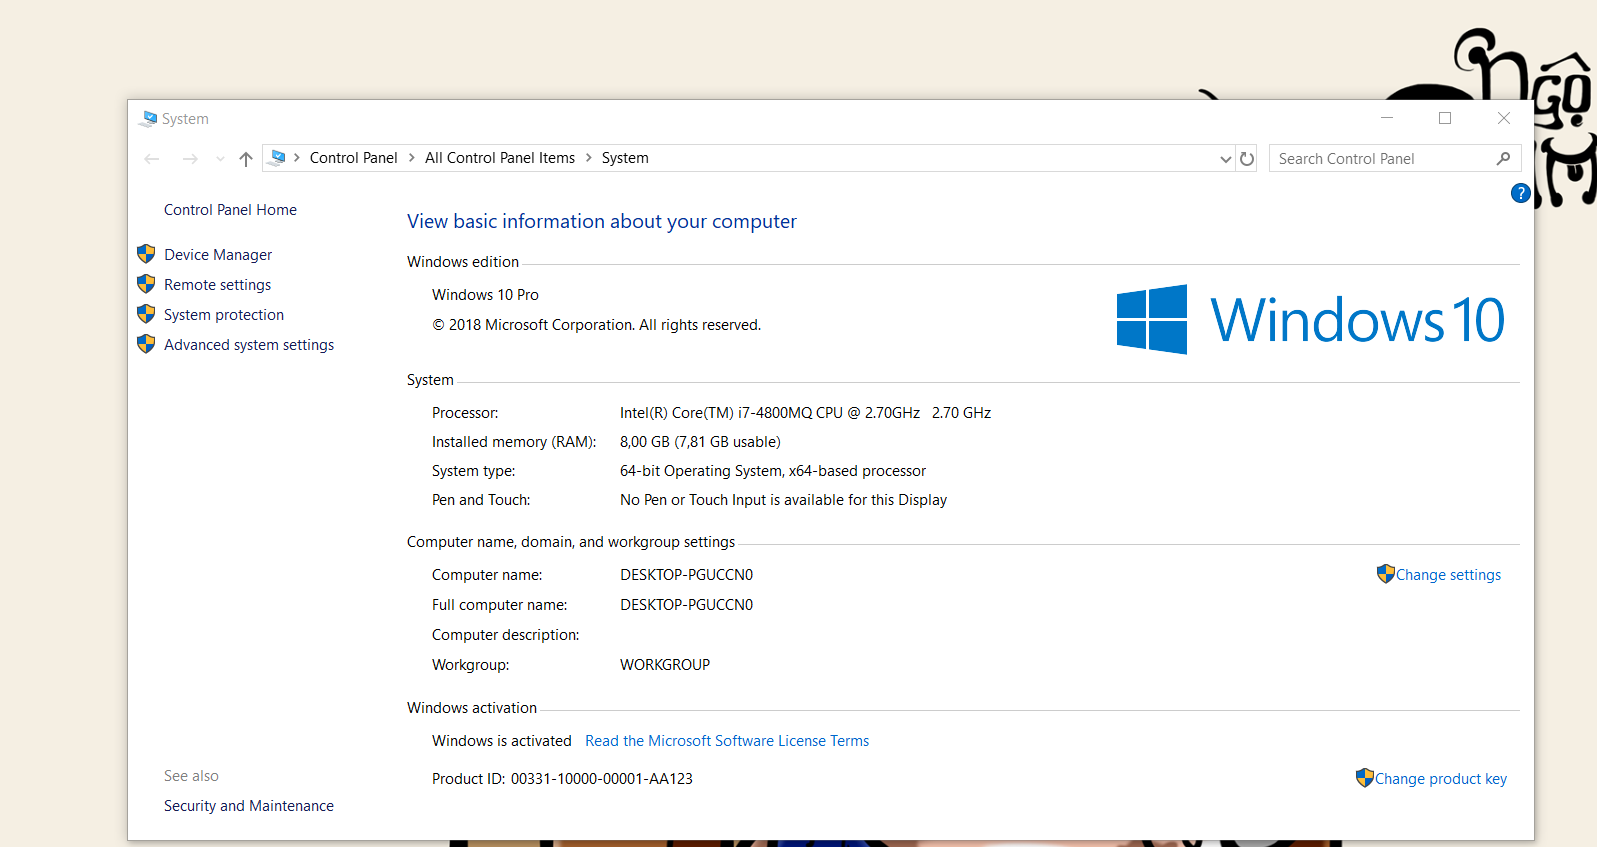 System
Control Panel > All Control Panel Items > System
Search Control Panel
?
Control Panel Home
Device Manager
Remote settings
System protection
Advanced system settings
See also
Security and Maintenance
View basic information about your computer
Windows edition
Windows 10 Pro
© 2018 Microsoft Corporation. All rights reserved.
Windows 10
System
Processor: Intel(R) Core(TM) i7-4800MQ CPU @ 2.70GHz 2.70 GHz
Installed memory (RAM): 8,00 GB (7,81 GB usable)
System type: 64-bit Operating System, x64-based processor
Pen and Touch: No Pen or Touch Input is available for this Display
Computer name, domain, and workgroup settings
Computer name: DESKTOP-PGUCCN0
Change settings
Full computer name: DESKTOP-PGUCCN0
Computer description:
Workgroup: WORKGROUP
Windows activation
Windows is activated Read the Microsoft Software License Terms
Product ID: 00331-10000-00001-AA123
Change product key
NGỘ